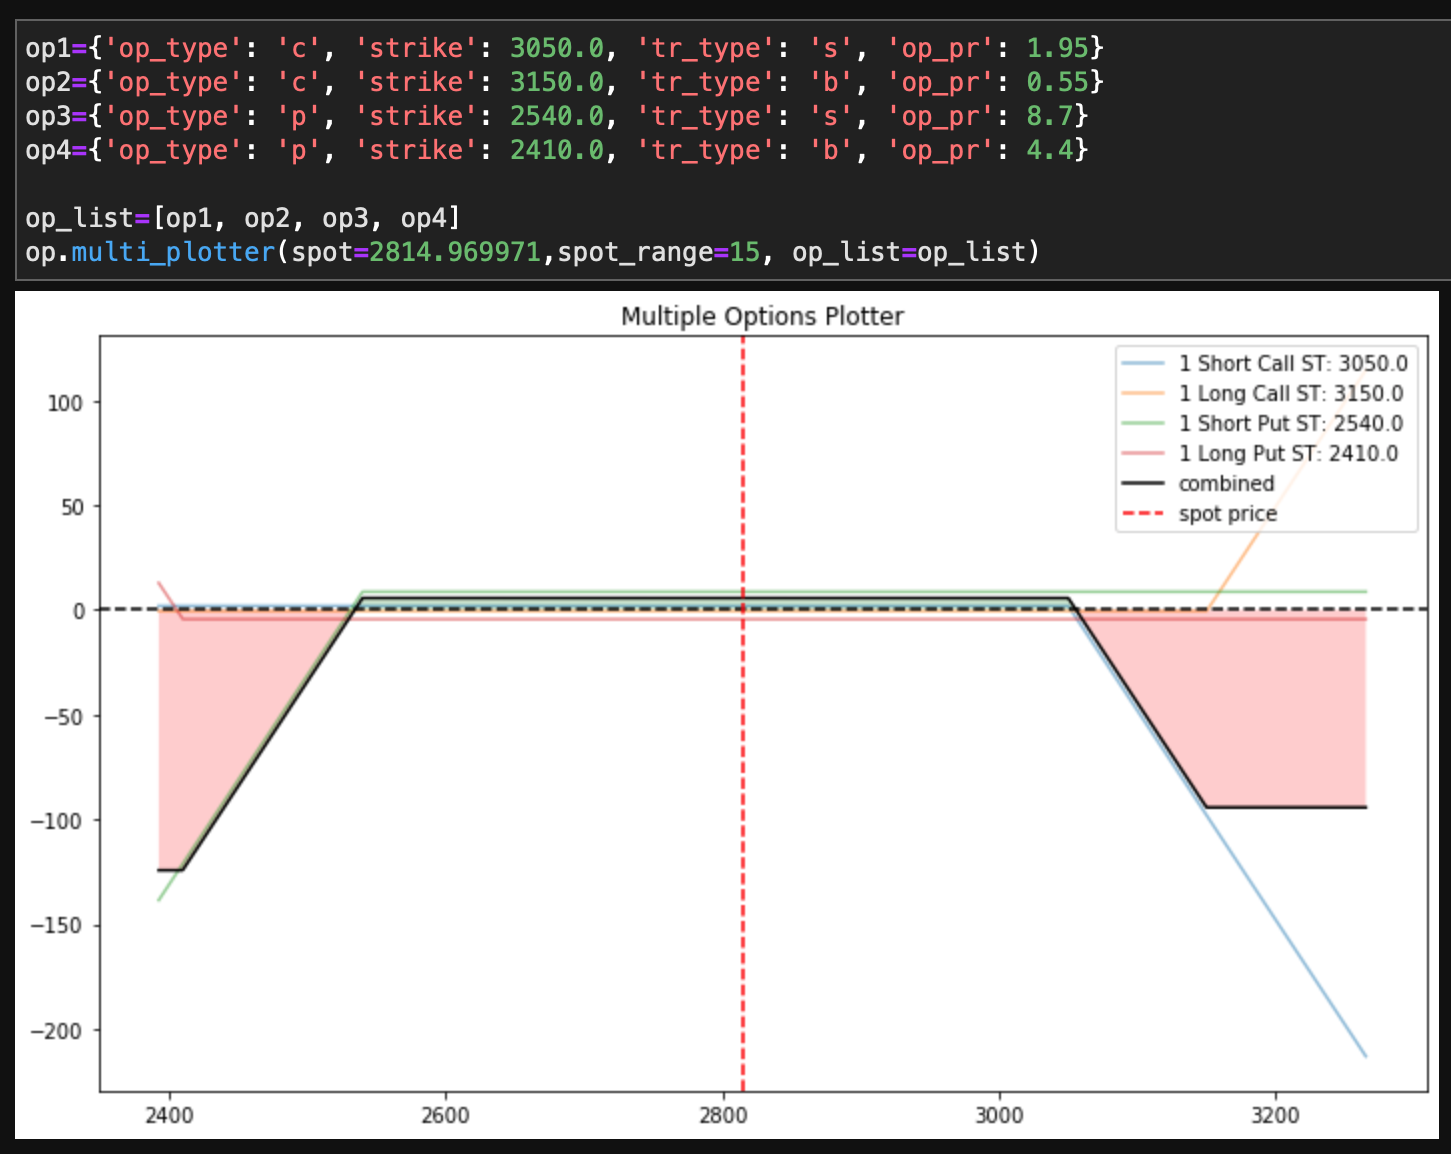 op1={'op_type': 'c', 'strike': 3050.0, 'tr_type': 's', 'op_pr': 1.95}
op2={'op_type': 'c', 'strike': 3150.0, 'tr_type': 'b', 'op_pr': 0.55}
op3={'op_type': 'p', 'strike': 2540.0, 'tr_type': 's', 'op_pr': 8.7}
op4={'op_type': 'p', 'strike': 2410.0, 'tr_type': 'b', 'op_pr': 4.4}
op_list=[op1, op2, op3, op4]
op.multi_plotter(spot=2814.969971,spot_range=15, op_list=op_list)
Multiple Options Plotter
1 Short Call ST: 3050.0
1 Long Call ST: 3150.0
1 Short Put ST: 2540.0
1 Long Put ST: 2410.0
combined
spot price
100
50
0
−50
−100
−150
−200
2400 2600 2800 3000 3200